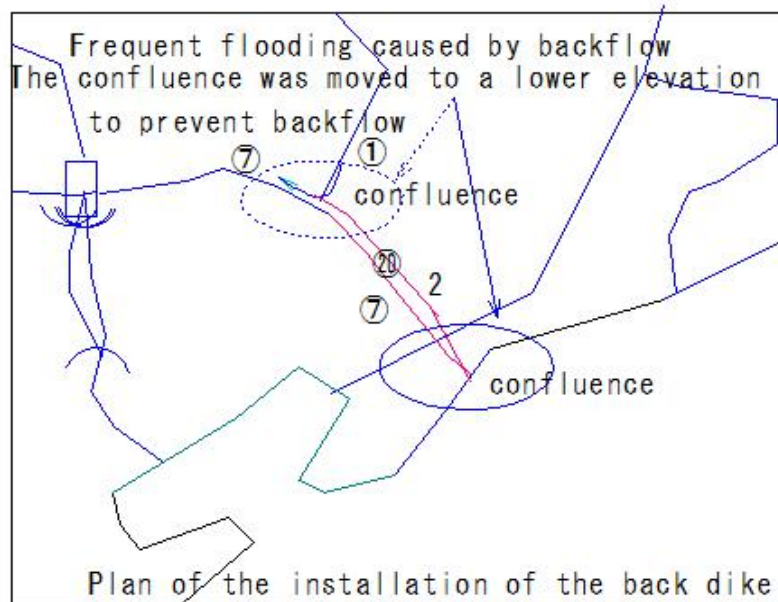 Frequent flooding caused by backflow
The confluence was moved to a lower elevation
to prevent backflow
⑦
①
confluence
⑳
2
⑦
confluence
Plan of the installation of the back dike